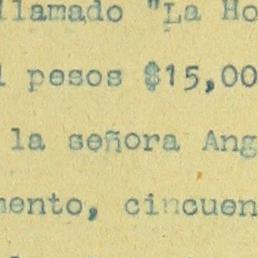 llamado "La Ho
l pesos $15,00
la señora Ang
mento, cincuen